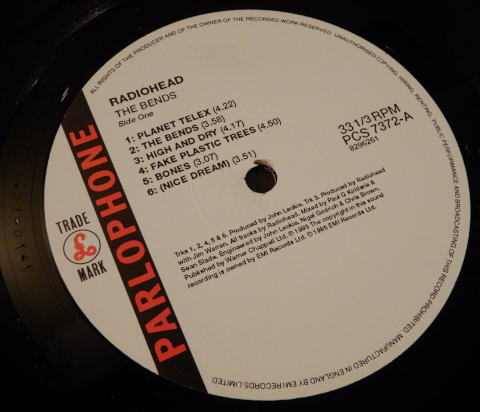 ALL RIGHTS OF THE PRODUCER AND OF THE OWNER OF THE RECORDED WORK RESERVED. UNAUTHORISED COPYING, HIRING, RENTING, PUBLIC PERFORMANCE AND BROADCASTING OF THIS RECORD PROHIBITED. MANUFACTURED IN ENGLAND BY EMI RECORDS LIMITED
RADIOHEAD
THE BENDS
Side One
1: PLANET TELEX (4.22)
2: THE BENDS (3.58)
3: HIGH AND DRY (4.17)
4: FAKE PLASTIC TREES (4.50)
5: BONES (3.07)
6: (NICE DREAM) (3.51)
33 1/3 RPM
PCS 7372-A
8296261
Trks 1, 2, 4, 5 & 6, Produced by John Leckie, Trk 3, Produced by Radiohead
with Jim Warren. All tracks by Radiohead. Mixed by Paul Q Kolderie &
Sean Slade. Engineered by John Leckie, Nigel Godrich & Chris Brown.
Published by Warner Chappell Ltd. ℗ 1995 The copyright in this sound
recording is owned by EMI Records Ltd. © 1995 EMI Records Ltd.
PARLOPHONE
TRADE
£
MARK